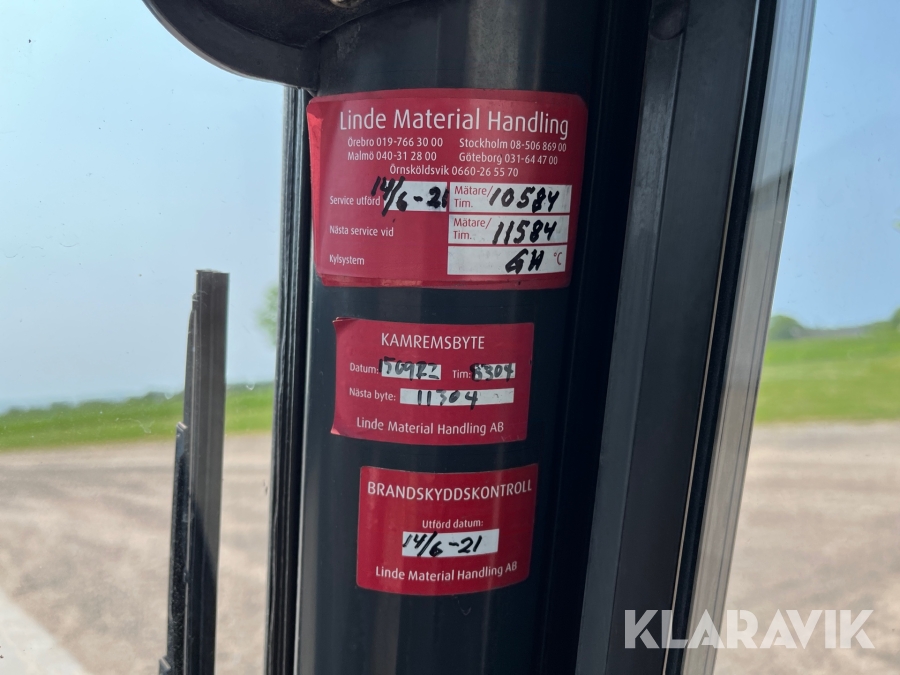 Linde Material Handling
Örebro 019-766 30 00 Stockholm 08-506 869 00
Malmö 040-31 28 00 Göteborg 031-64 47 00
Örnsköldsvik 0660-26 55 70
Service utförd 14/6-21 Mätare/Tim. 10584
Nästa service vid Mätare/Tim. 11584
Kylsystem °C
KAMREMSBYTE
Datum: Tim: 8304
Nästa byte: 11304
Linde Material Handling AB
BRANDSKYDDSKONTROLL
Utförd datum:
14/6-21
Linde Material Handling AB
KLARAVIK